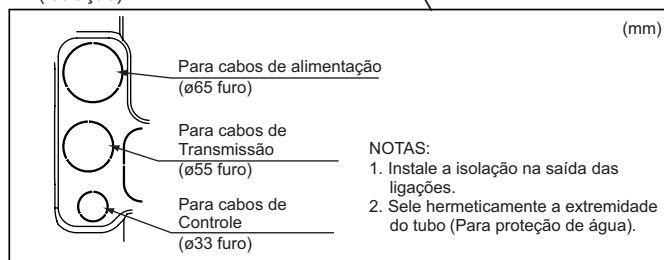 (mm)
Para cabos de alimentação
(ø65 furo)
Para cabos de
Transmissão
(ø55 furo)
Para cabos de
Controle
(ø33 furo)
NOTAS:
1. Instale a isolação na saída das
ligações.
2. Sele hermeticamente a extremidade
do tubo (Para proteção de água).